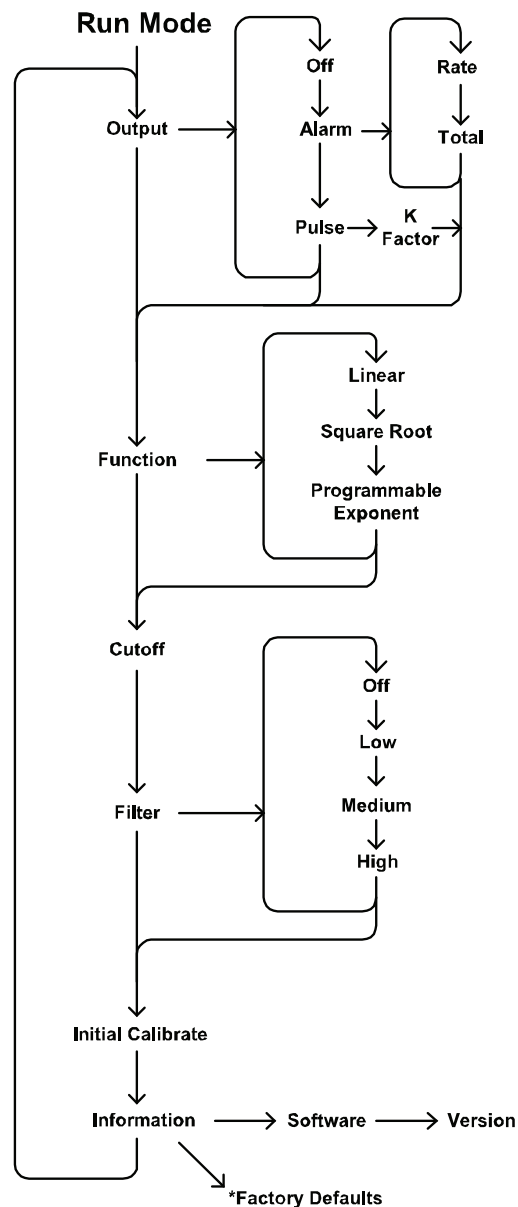 Run Mode
Off
Rate
Output
Alarm
Total
Pulse
K
Factor
Linear
Square Root
Function
Programmable
Exponent
Cutoff
Off
Low
Filter
Medium
High
Initial Calibrate
Information
Software
Version
*Factory Defaults